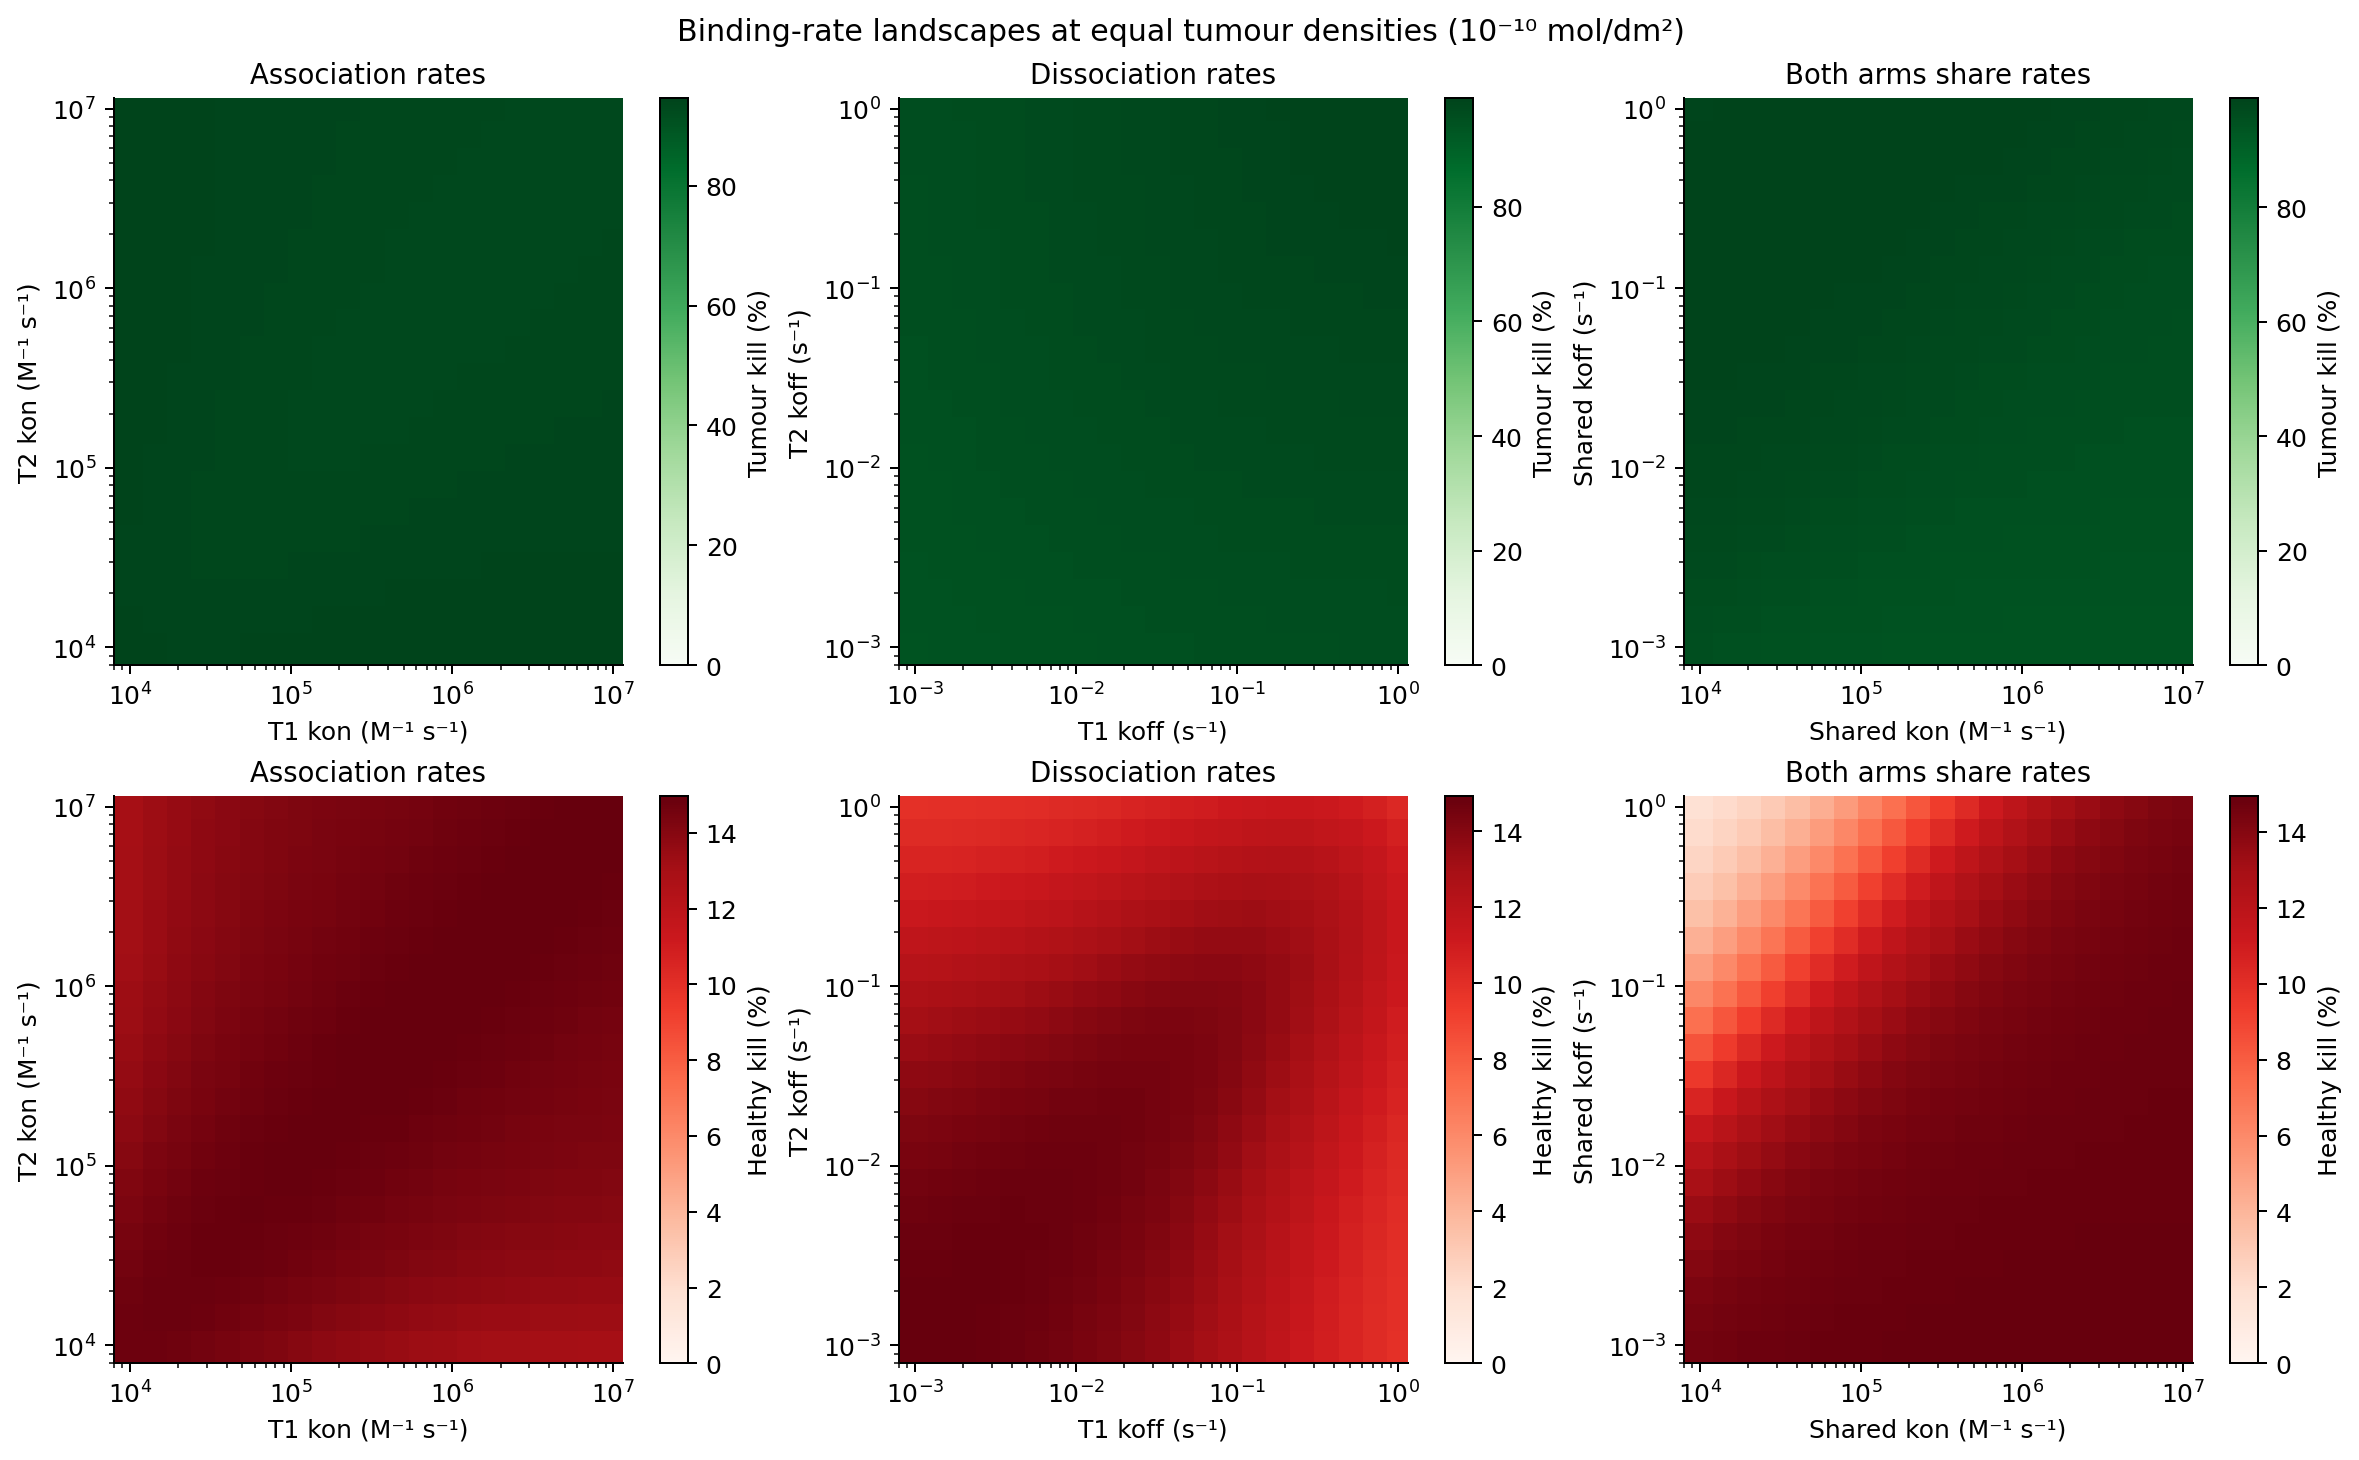 Binding-rate landscapes at equal tumour densities (10⁻¹⁰ mol/dm²)
Association rates
T2 kon (M⁻¹ s⁻¹)
10⁷
10⁶
10⁵
10⁴
10⁴ 10⁵ 10⁶ 10⁷
T1 kon (M⁻¹ s⁻¹)
80
60
40
20
0
Tumour kill (%)
Dissociation rates
T2 koff (s⁻¹)
10⁰
10⁻¹
10⁻²
10⁻³
10⁻³ 10⁻² 10⁻¹ 10⁰
T1 koff (s⁻¹)
80
60
40
20
0
Tumour kill (%)
Both arms share rates
Shared koff (s⁻¹)
10⁰
10⁻¹
10⁻²
10⁻³
10⁴ 10⁵ 10⁶ 10⁷
Shared kon (M⁻¹ s⁻¹)
80
60
40
20
0
Tumour kill (%)
Association rates
T2 kon (M⁻¹ s⁻¹)
10⁷
10⁶
10⁵
10⁴
10⁴ 10⁵ 10⁶ 10⁷
T1 kon (M⁻¹ s⁻¹)
14
12
10
8
6
4
2
0
Healthy kill (%)
Dissociation rates
T2 koff (s⁻¹)
10⁰
10⁻¹
10⁻²
10⁻³
10⁻³ 10⁻² 10⁻¹ 10⁰
T1 koff (s⁻¹)
14
12
10
8
6
4
2
0
Healthy kill (%)
Both arms share rates
Shared koff (s⁻¹)
10⁰
10⁻¹
10⁻²
10⁻³
10⁴ 10⁵ 10⁶ 10⁷
Shared kon (M⁻¹ s⁻¹)
14
12
10
8
6
4
2
0
Healthy kill (%)